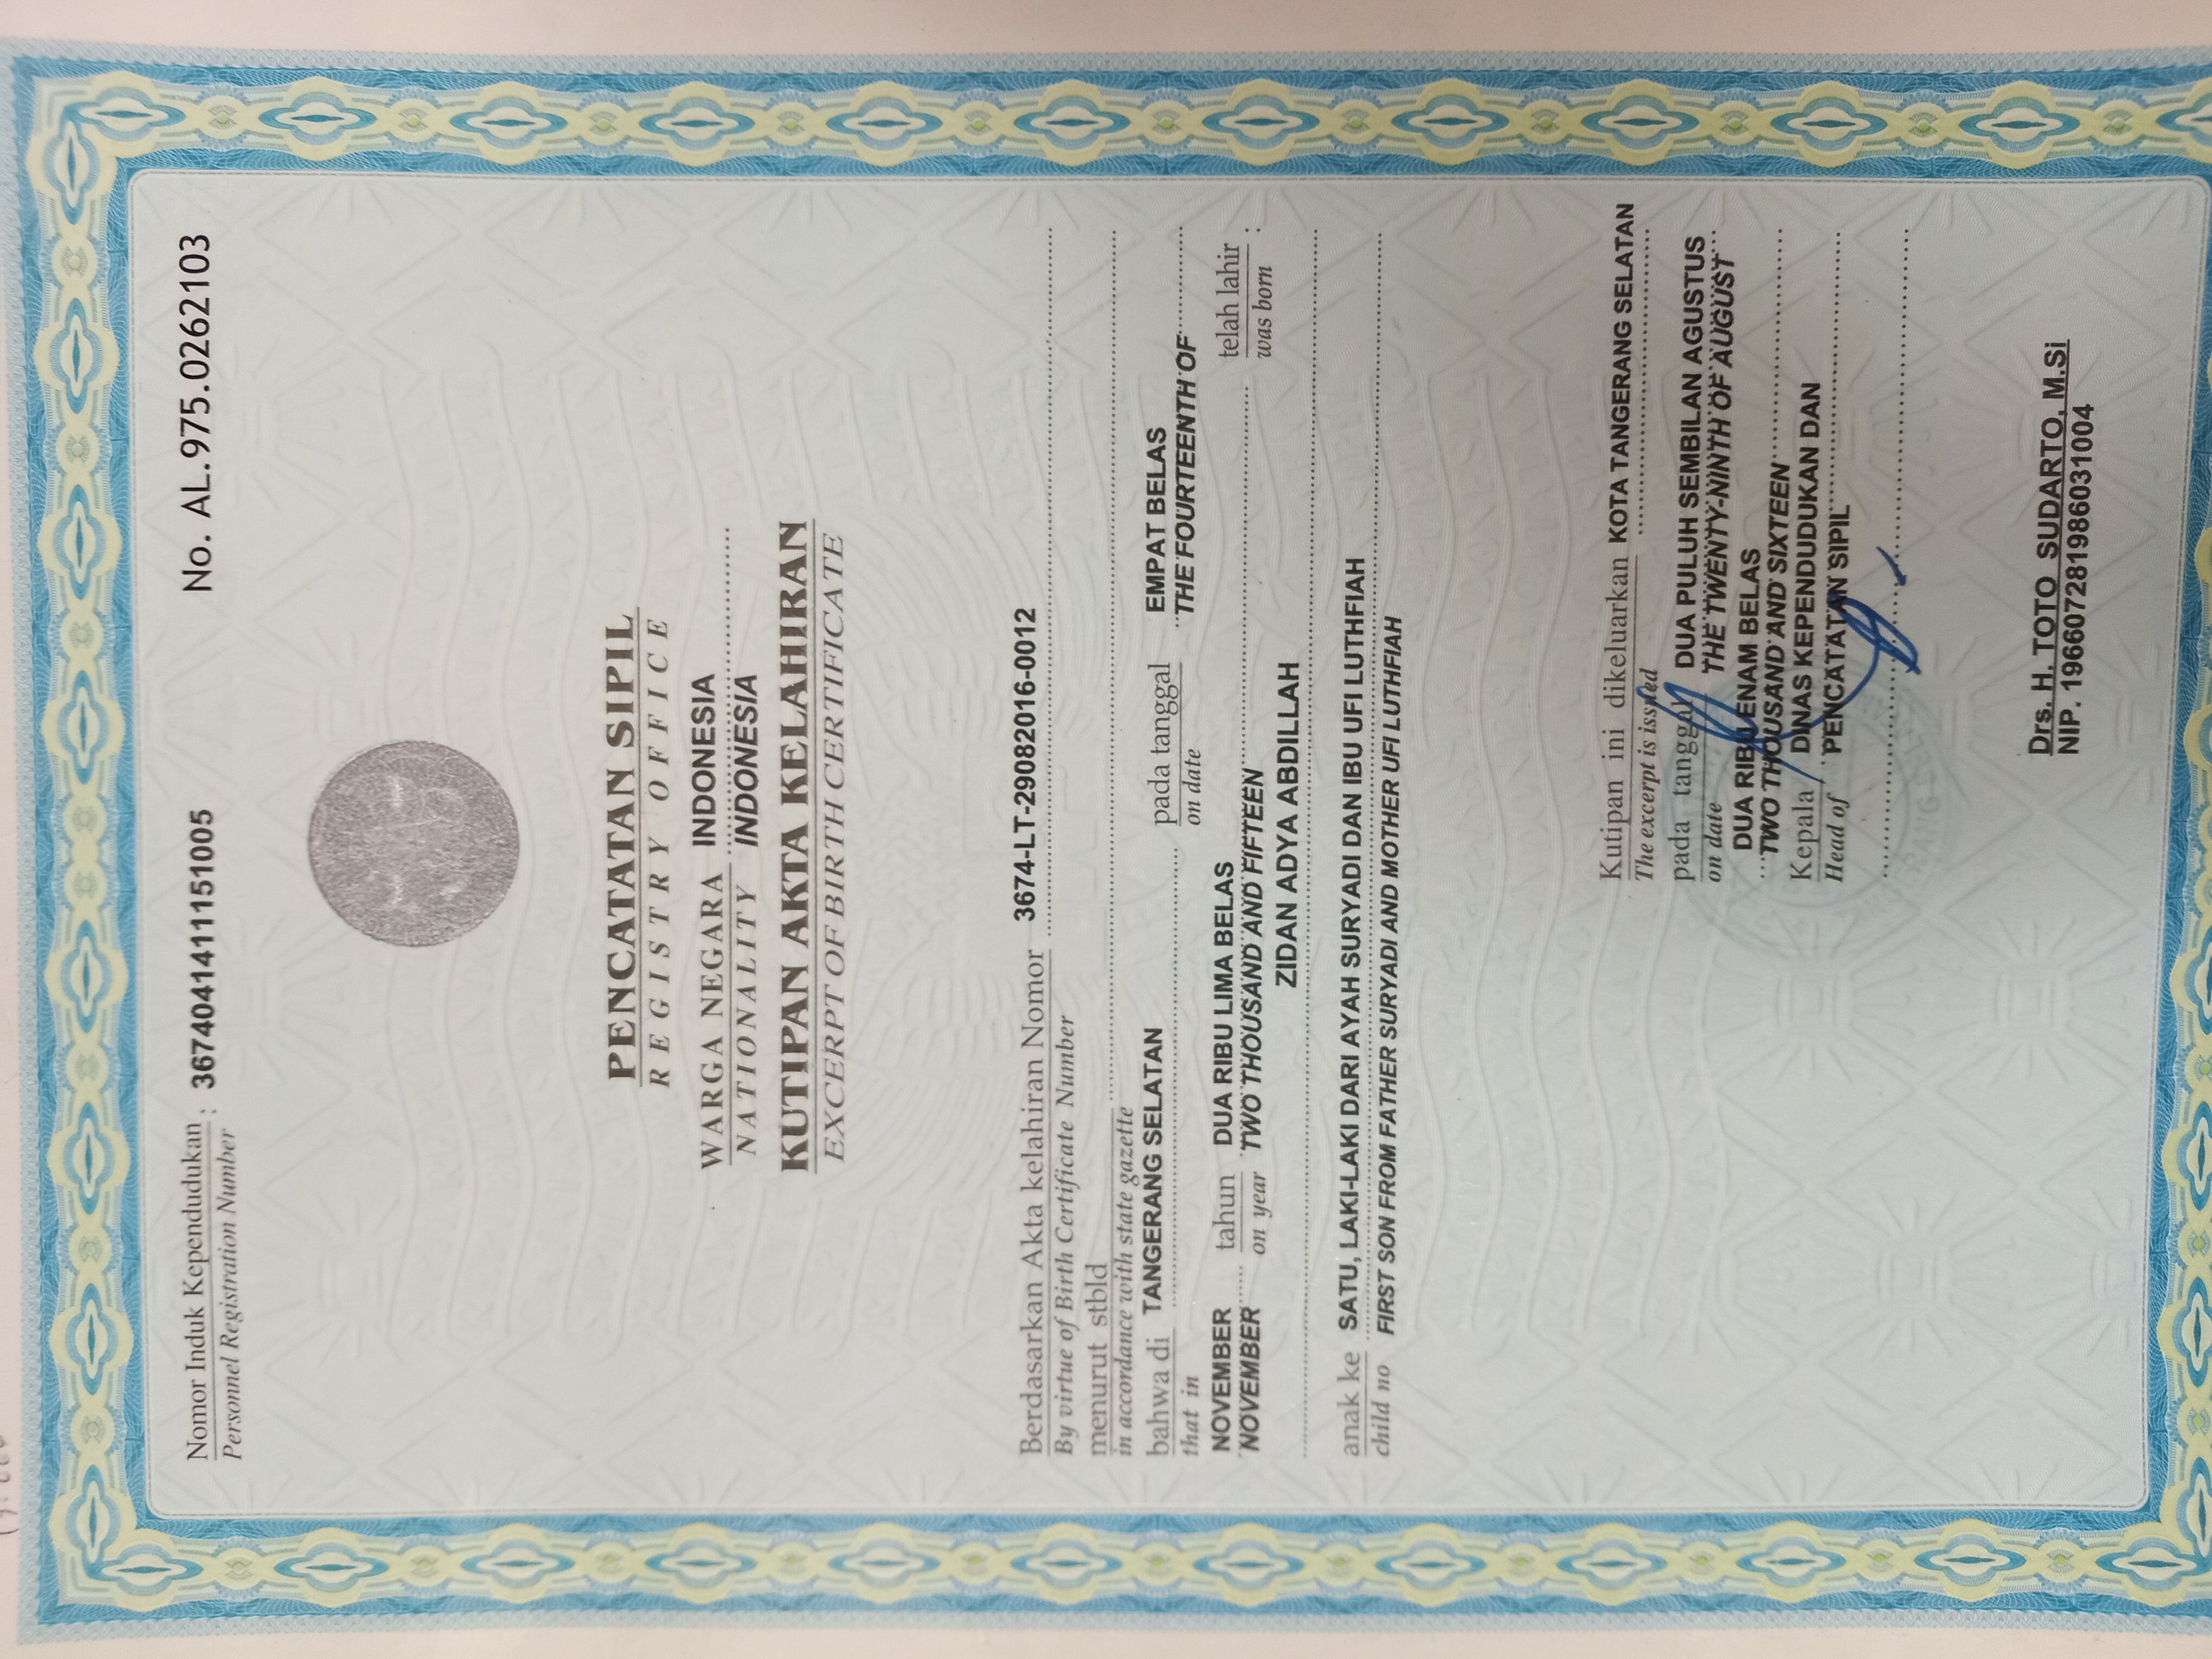 Nomor Induk Kependudukan : 3674041411151005 No. AL.975.0262103
Personnel Registration Number
PENCATATAN SIPIL
REGISTRY OFFICE
WARGA NEGARA INDONESIA
NATIONALITY INDONESIA
KUTIPAN AKTA KELAHIRAN
EXCERPT OF BIRTH CERTIFICATE
Berdasarkan Akta kelahiran Nomor 3674-LT-29082016-0012
By virtue of Birth Certificate Number
menurut stbld
in accordance with state gazette
bahwa di TANGERANG SELATAN pada tanggal EMPAT BELAS
that in on date THE FOURTEENTH OF
NOVEMBER tahun DUA RIBU LIMA BELAS telah lahir :
NOVEMBER on year TWO THOUSAND AND FIFTEEN was born
ZIDAN ADYA ABDILLAH
anak ke SATU, LAKI-LAKI DARI AYAH SURYADI DAN IBU UFI LUTHFIAH
child no FIRST SON FROM FATHER SURYADI AND MOTHER UFI LUTHFIAH
Kutipan ini dikeluarkan KOTA TANGERANG SELATAN
The excerpt is issued
pada tanggal DUA PULUH SEMBILAN AGUSTUS
on date THE TWENTY-NINTH OF AUGUST
DUA RIBU ENAM BELAS
TWO THOUSAND AND SIXTEEN
Kepala DINAS KEPENDUDUKAN DAN
Head of PENCATATAN SIPIL
Drs. H. TOTO SUDARTO, M.Si
NIP. 196607281986031004